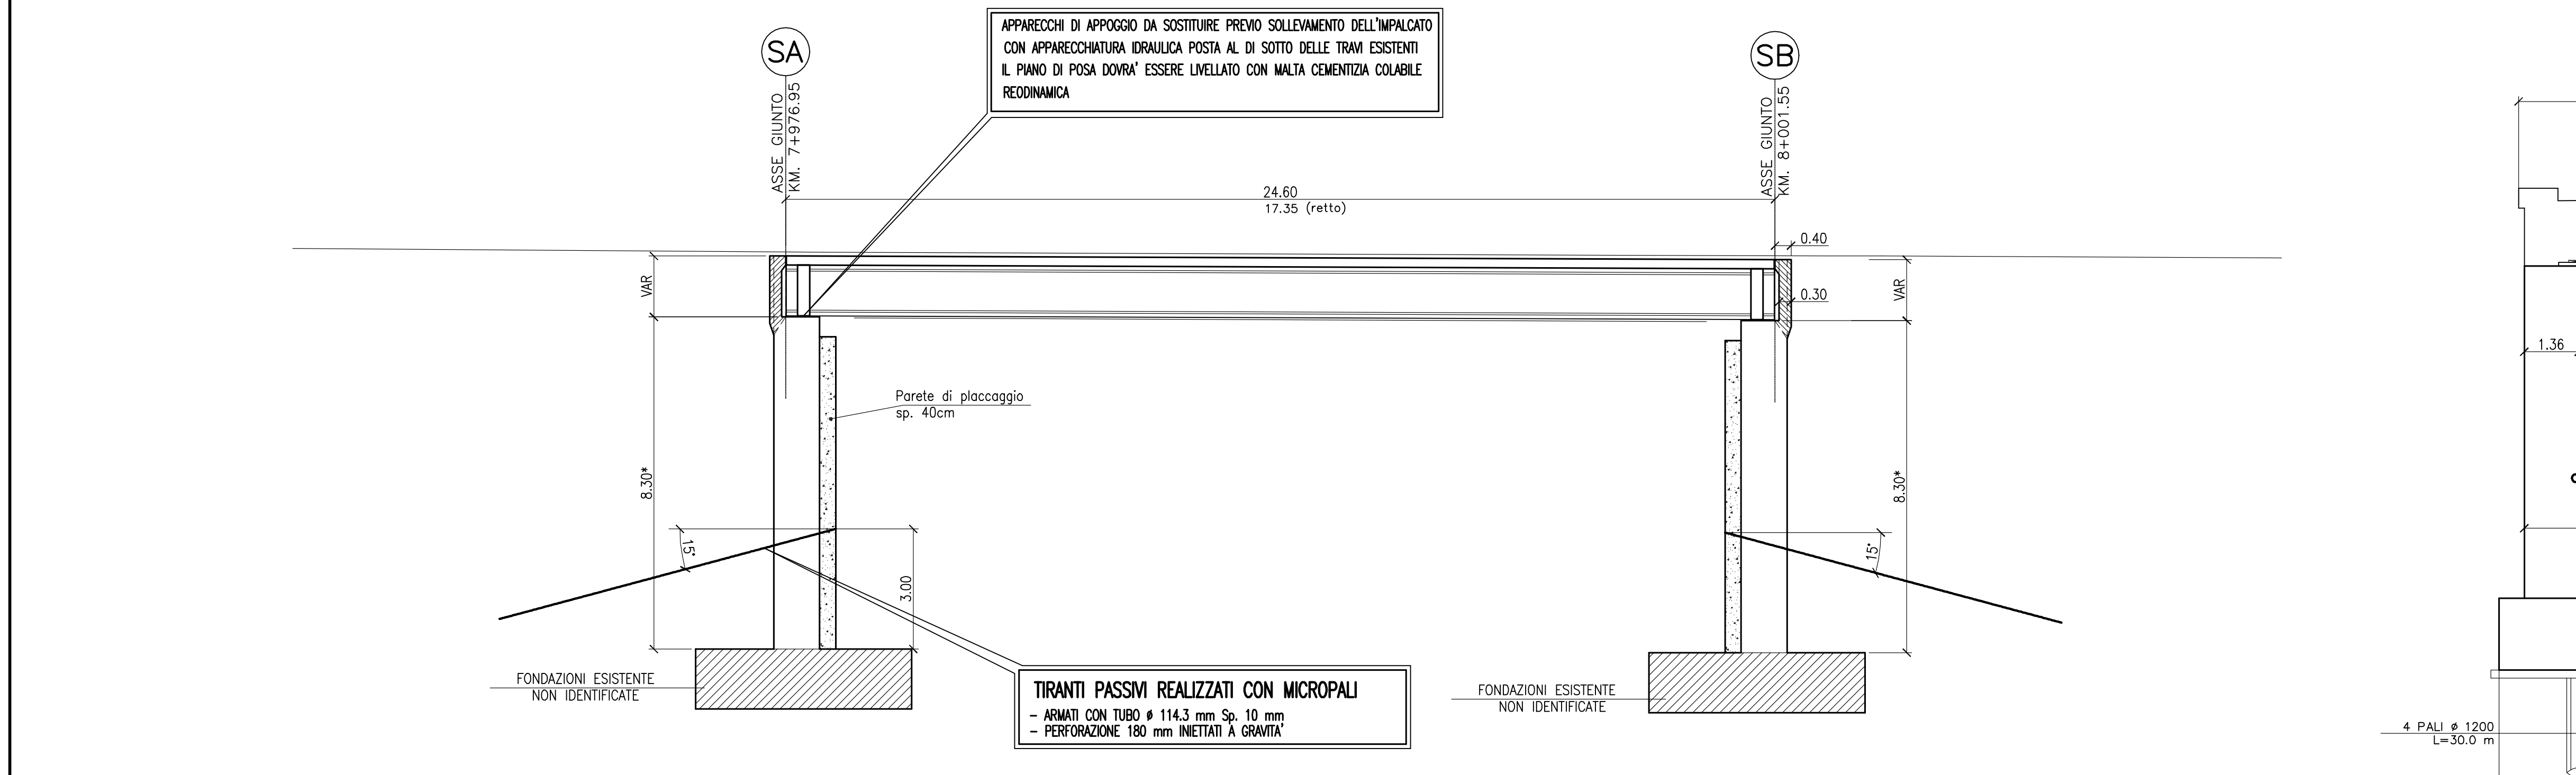 APPARECCHI DI APPOGGIO DA SOSTITUIRE PREVIO SOLLEVAMENTO DELL'IMPALCATO
CON APPARECCHIATURA IDRAULICA POSTA AL DI SOTTO DELLE TRAVI ESISTENTI
IL PIANO DI POSA DOVRA' ESSERE LIVELLATO CON MALTA CEMENTIZIA COLABILE
REODINAMICA
SA
ASSE GIUNTO
KM. 7+976.95
SB
ASSE GIUNTO
KM. 8+001.55
24.60
17.35 (retto)
0.40
VAR
0.30
VAR
1.36
Parete di placcaggio
sp. 40cm
8.30*
8.30*
15°
15°
3.00
FONDAZIONI ESISTENTE
NON IDENTIFICATE
TIRANTI PASSIVI REALIZZATI CON MICROPALI
- ARMATI CON TUBO ø 114.3 mm Sp. 10 mm
- PERFORAZIONE 180 mm INIETTATI A GRAVITA'
FONDAZIONI ESISTENTE
NON IDENTIFICATE
4 PALI ø 1200
L=30.0 m